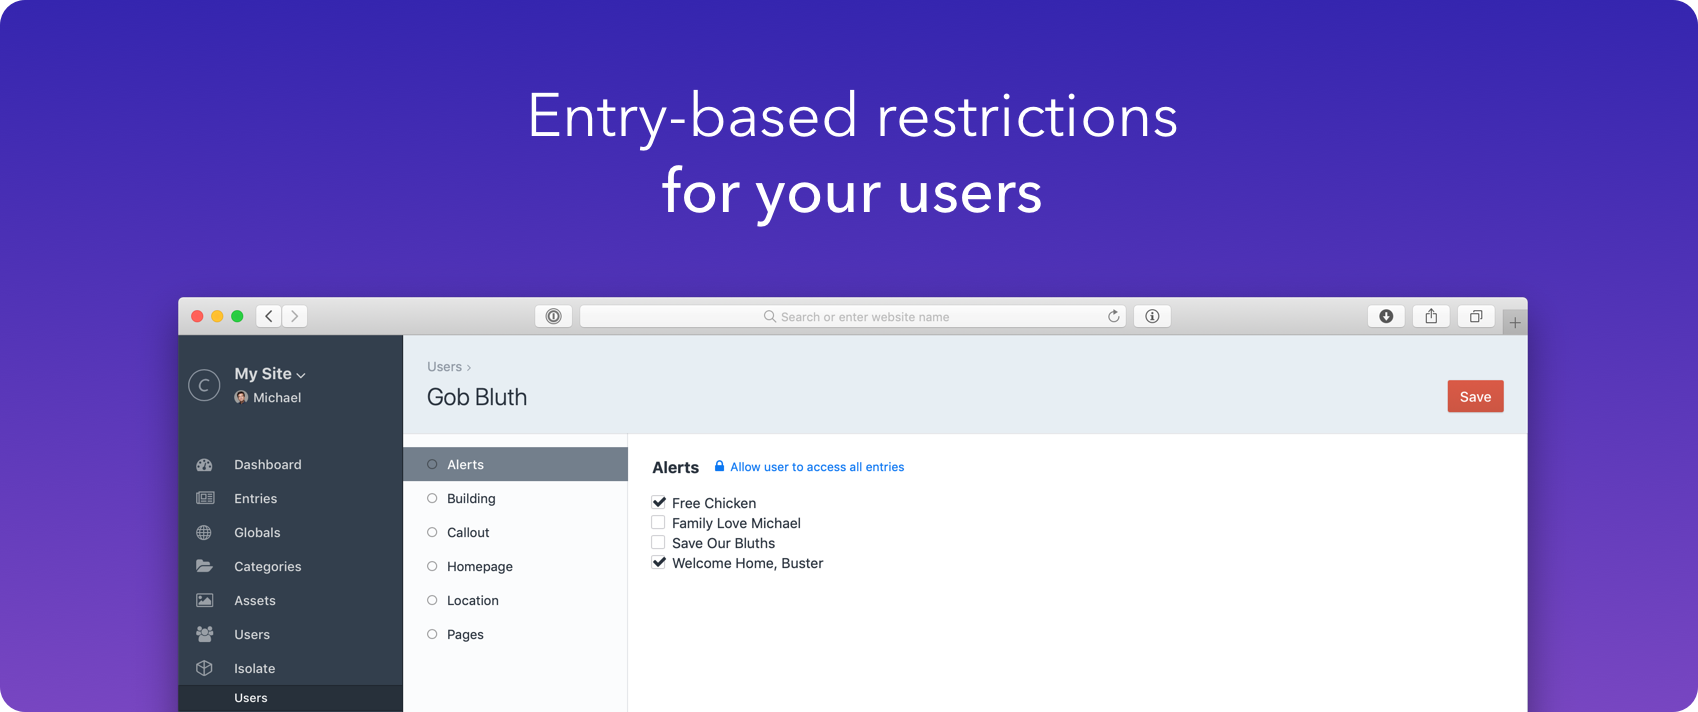 Entry-based restrictions
for your users
Search or enter website name
C
My Site
Michael
Dashboard
Entries
Globals
Categories
Assets
Users
Isolate
Users
Users ›
Gob Bluth
Save
Alerts
Building
Callout
Homepage
Location
Pages
Alerts Allow user to access all entries
Free Chicken
Family Love Michael
Save Our Bluths
Welcome Home, Buster